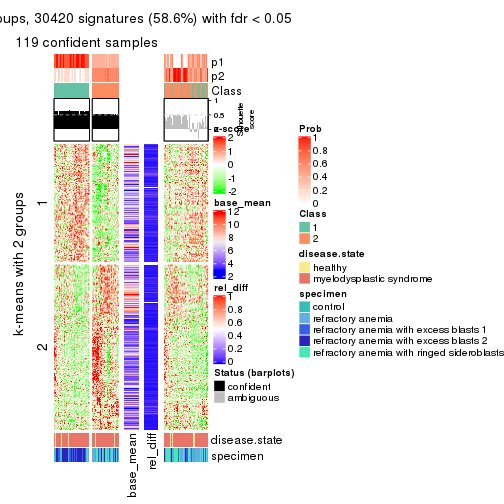 oups, 30420 signatures (58.6%) with fdr < 0.05
119 confident samples
p1
p2
Class
1
0.5
0
Silhouette
score
k-means with 2 groups
1
2
z-score
2
1
0
-1
-2
base_mean
12
10
8
6
4
2
rel_diff
1
0.8
0.6
0.4
0.2
0
Status (barplots)
confident
ambiguous
Prob
1
0.8
0.6
0.4
0.2
0
Class
1
2
disease.state
healthy
myelodysplastic syndrome
specimen
control
refractory anemia
refractory anemia with excess blasts 1
refractory anemia with excess blasts 2
refractory anemia with ringed sideroblasts
disease.state
specimen
base_mean
rel_diff